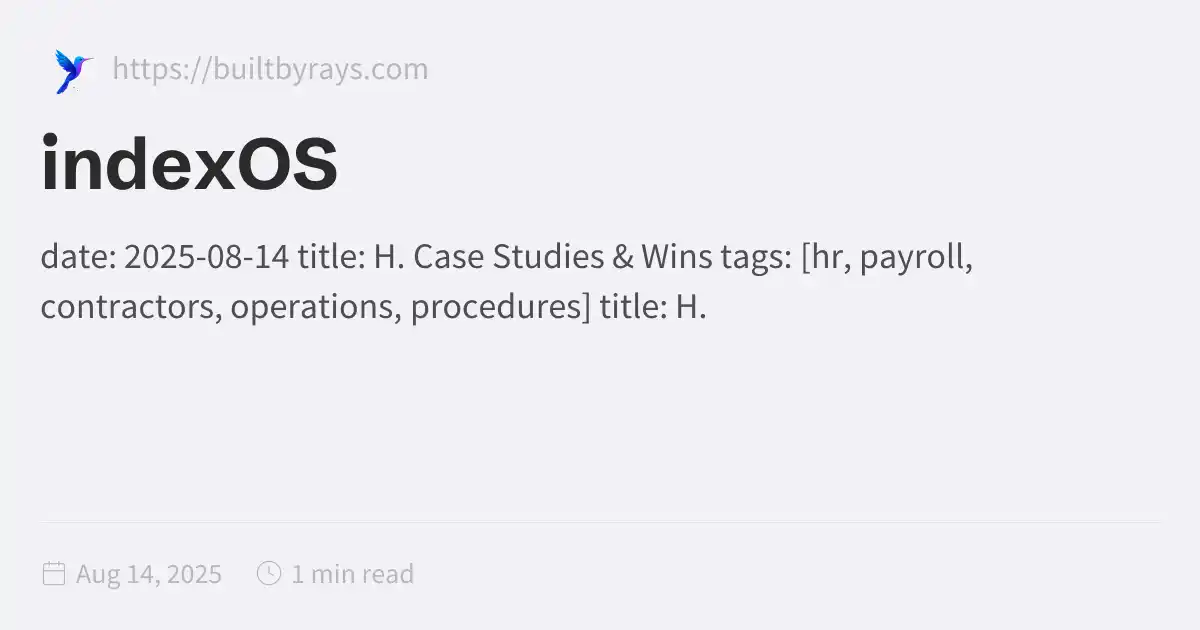 https://builtbyrays.com
indexOS
date: 2025-08-14 title: H. Case Studies & Wins tags: [hr, payroll,
contractors, operations, procedures] title: H.
Aug 14, 2025 1 min read